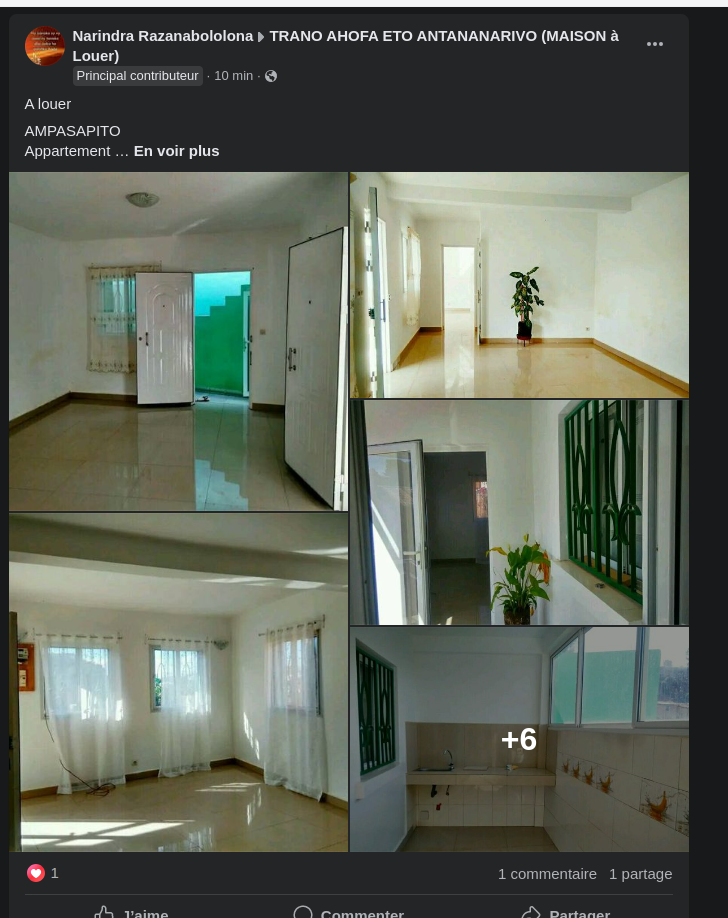 Narindra Razanabololona TRANO AHOFA ETO ANTANANARIVO (MAISON à
Louer)
Principal contributeur · 10 min ·
A louer
AMPASAPITO
Appartement … En voir plus
+6
1
1 commentaire 1 partage
J'aime Commenter Partager